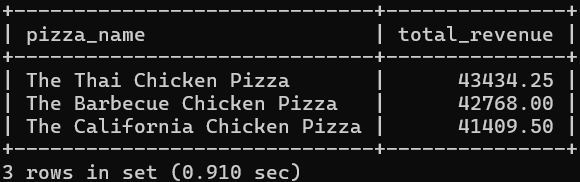 +------------------------------+---------------+
| pizza_name                   | total_revenue |
+------------------------------+---------------+
| The Thai Chicken Pizza       |      43434.25 |
| The Barbecue Chicken Pizza   |      42768.00 |
| The California Chicken Pizza |      41409.50 |
+------------------------------+---------------+
3 rows in set (0.910 sec)